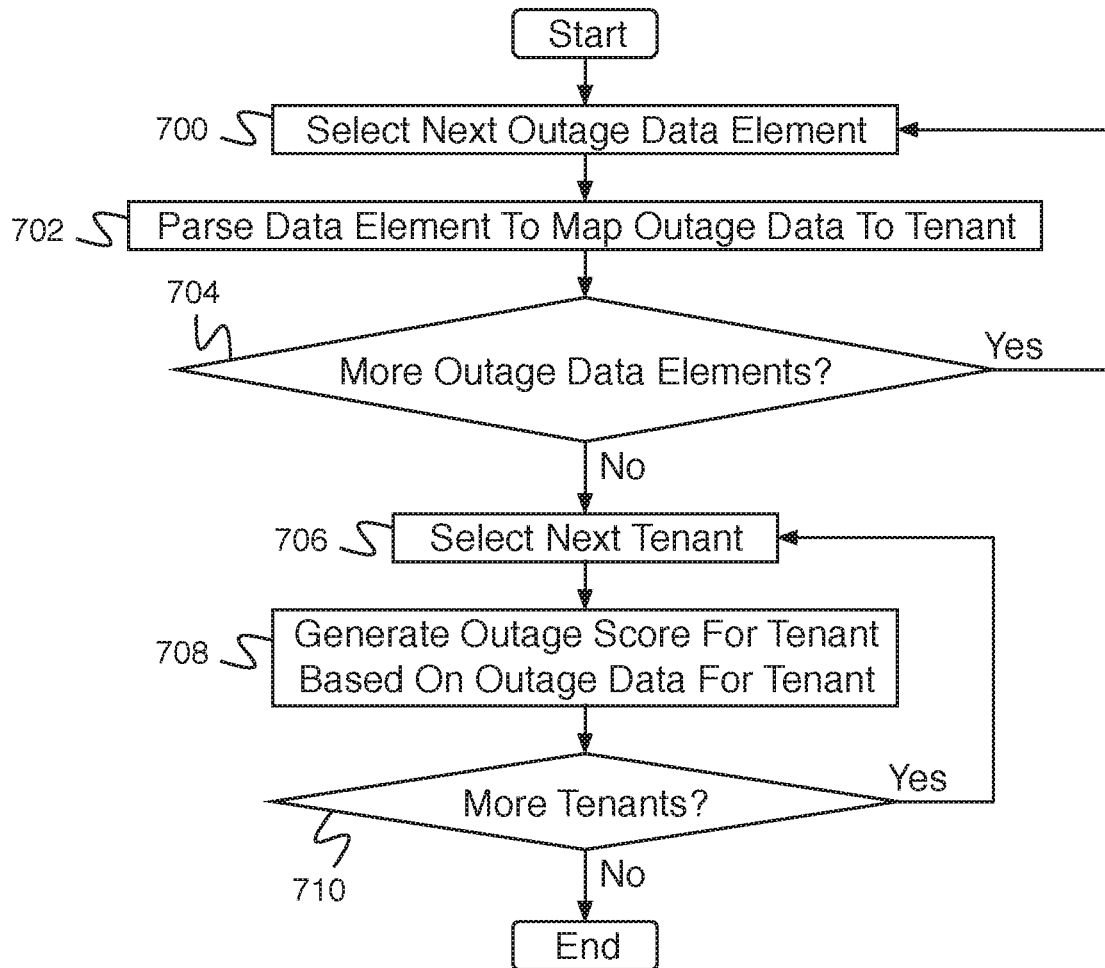 Start
700
Select Next Outage Data Element
702
Parse Data Element To Map Outage Data To Tenant
704
More Outage Data Elements?
Yes
No
706
Select Next Tenant
708
Generate Outage Score For Tenant
Based On Outage Data For Tenant
More Tenants?
Yes
710
No
End